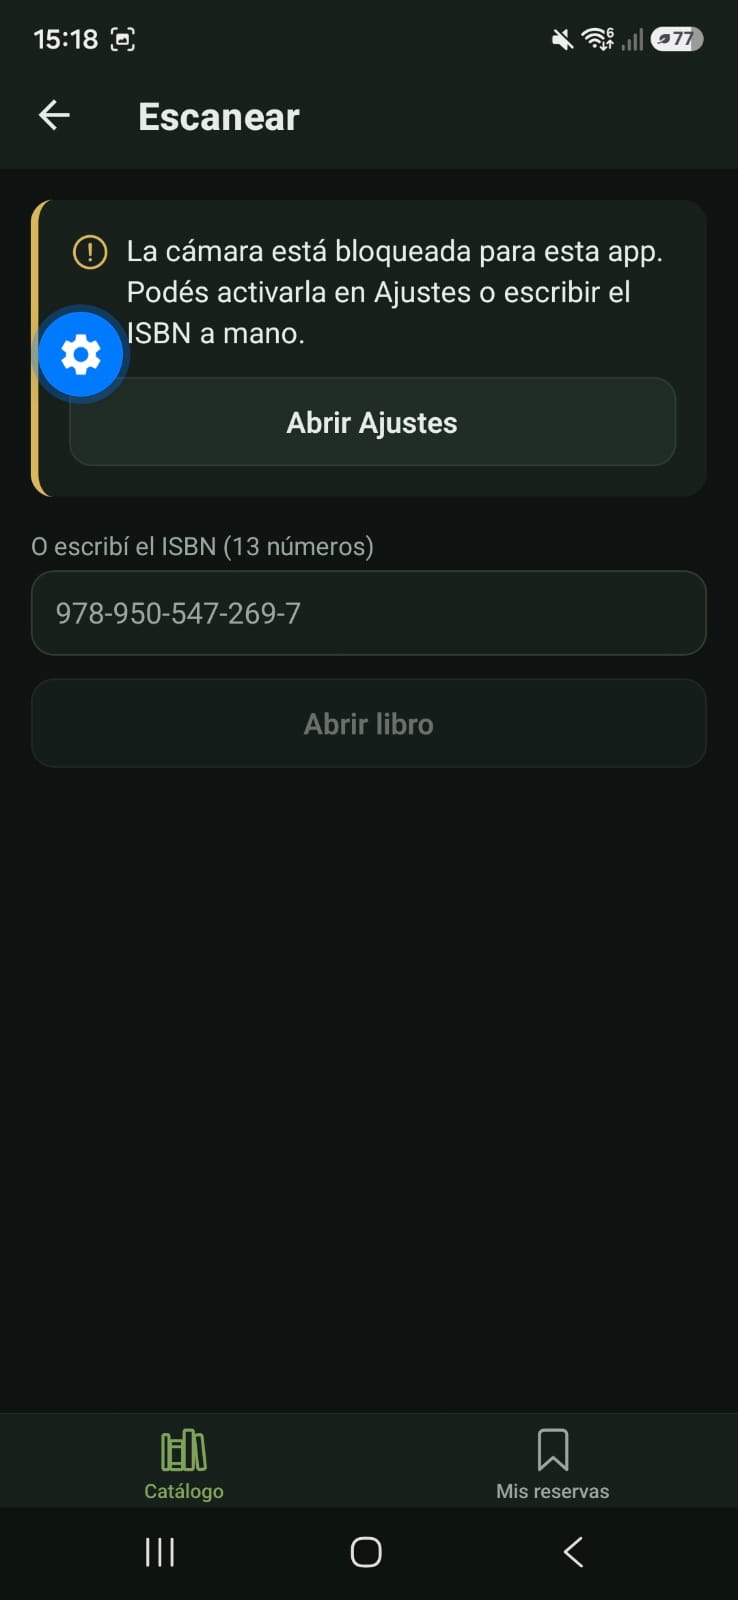 15:18
6
77
Escanear
La cámara está bloqueada para esta app.
Podés activarla en Ajustes o escribir el
ISBN a mano.
Abrir Ajustes
O escribí el ISBN (13 números)
978-950-547-269-7
Abrir libro
Catálogo
Mis reservas